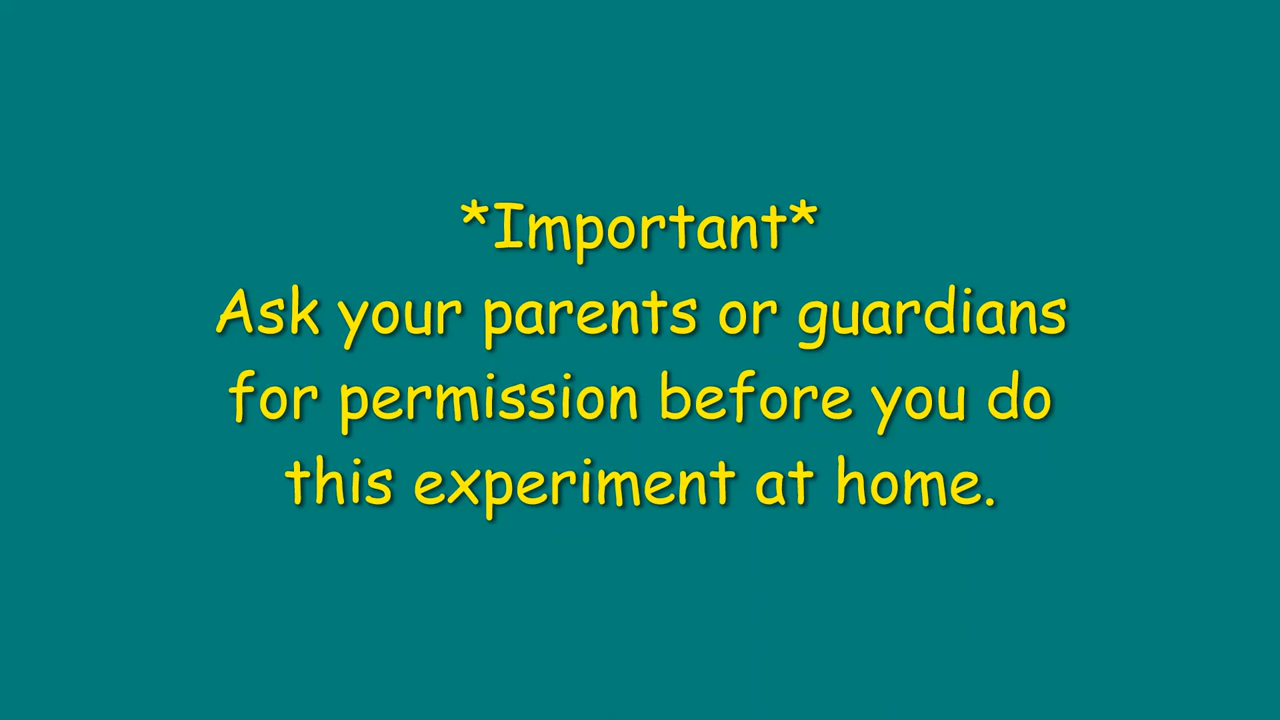 *Important*
Ask your parents or guardians
for permission before you do
this experiment at home.